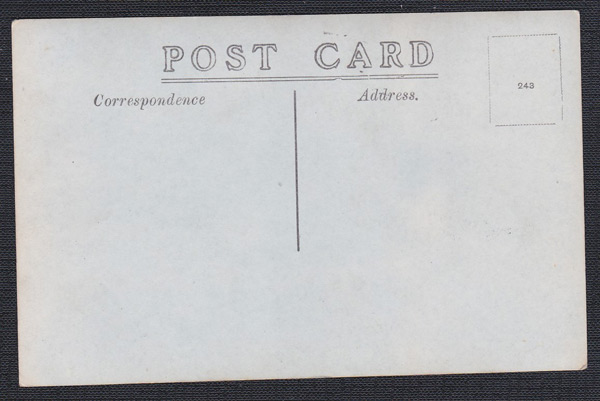 POST CARD
Correspondence
Address.
243